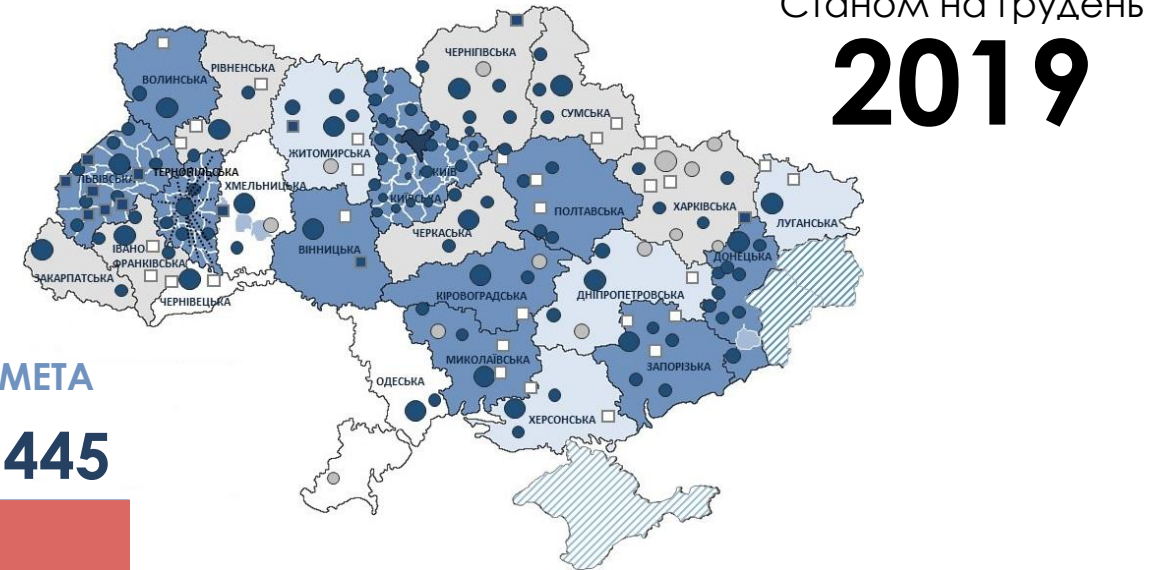 Станом на грудень
2019
ЧЕРНІГІВСЬКА
РІВНЕНСЬКА
ВОЛИНСЬКА
СУМСЬКА
ЖИТОМИРСЬКА
ТЕРНОПІЛЬСЬКА
КИЇВ
ЛЬВІВСЬКА
ХМЕЛЬНИЦЬКА
КИЇВСЬКА
ХАРКІВСЬКА
ПОЛТАВСЬКА
ЛУГАНСЬКА
ЧЕРКАСЬКА
ВІННИЦЬКА
ІВАНО
ФРАНКІВСЬКА
ДОНЕЦЬКА
ЗАКАРПАТСЬКА
ЧЕРНІВЕЦЬКА
КІРОВОГРАДСЬКА
ДНІПРОПЕТРОВСЬКА
МИКОЛАЇВСЬКА
ЗАПОРІЗЬКА
ОДЕСЬКА
ХЕРСОНСЬКА
МЕТА
445